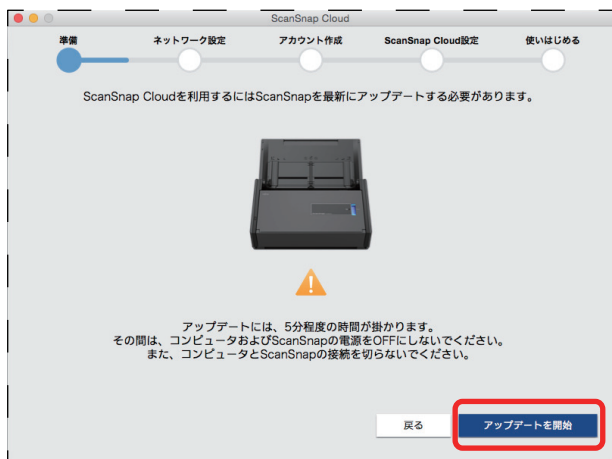 ScanSnap Cloud
準備
ネットワーク設定
アカウント作成
ScanSnap Cloud設定
使いはじめる
ScanSnap Cloudを利用するにはScanSnapを最新にアップデートする必要があります。
アップデートには、5分程度の時間が掛かります。
その間は、コンピュータおよびScanSnapの電源をOFFにしないでください。
また、コンピュータとScanSnapの接続を切らないでください。
戻る
アップデートを開始